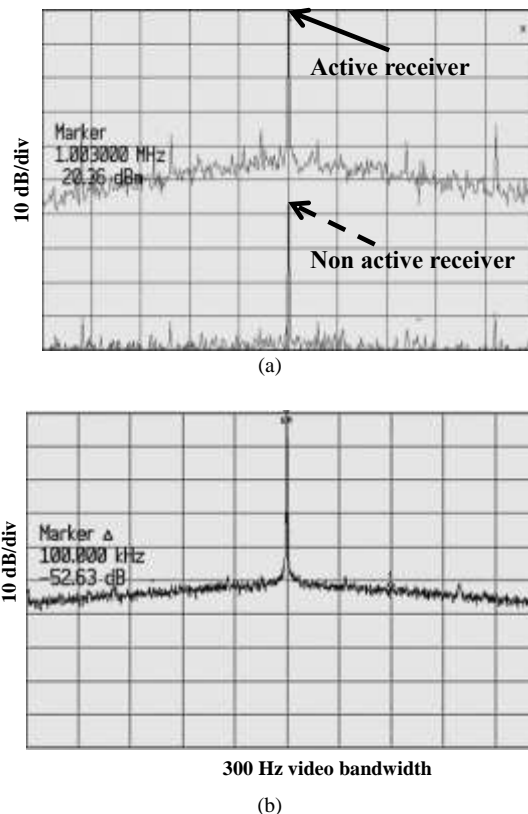 Active receiver
Marker
1.003000 MHz
20.36 dBm
10 dB/div
Non active receiver
(a)
Marker Δ
100.000 kHz
-52.63 dB
1
10 dB/div
300 Hz video bandwidth
(b)